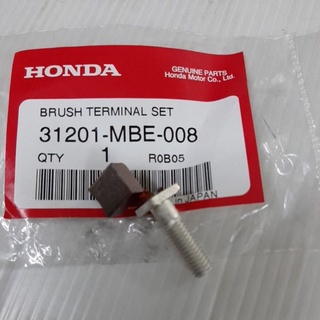 HONDA
GENUINE PARTS
Honda Motor Co., Ltd.
BRUSH TERMINAL SET
31201-MBE-008
QTY 1 R0B05
in JAPAN